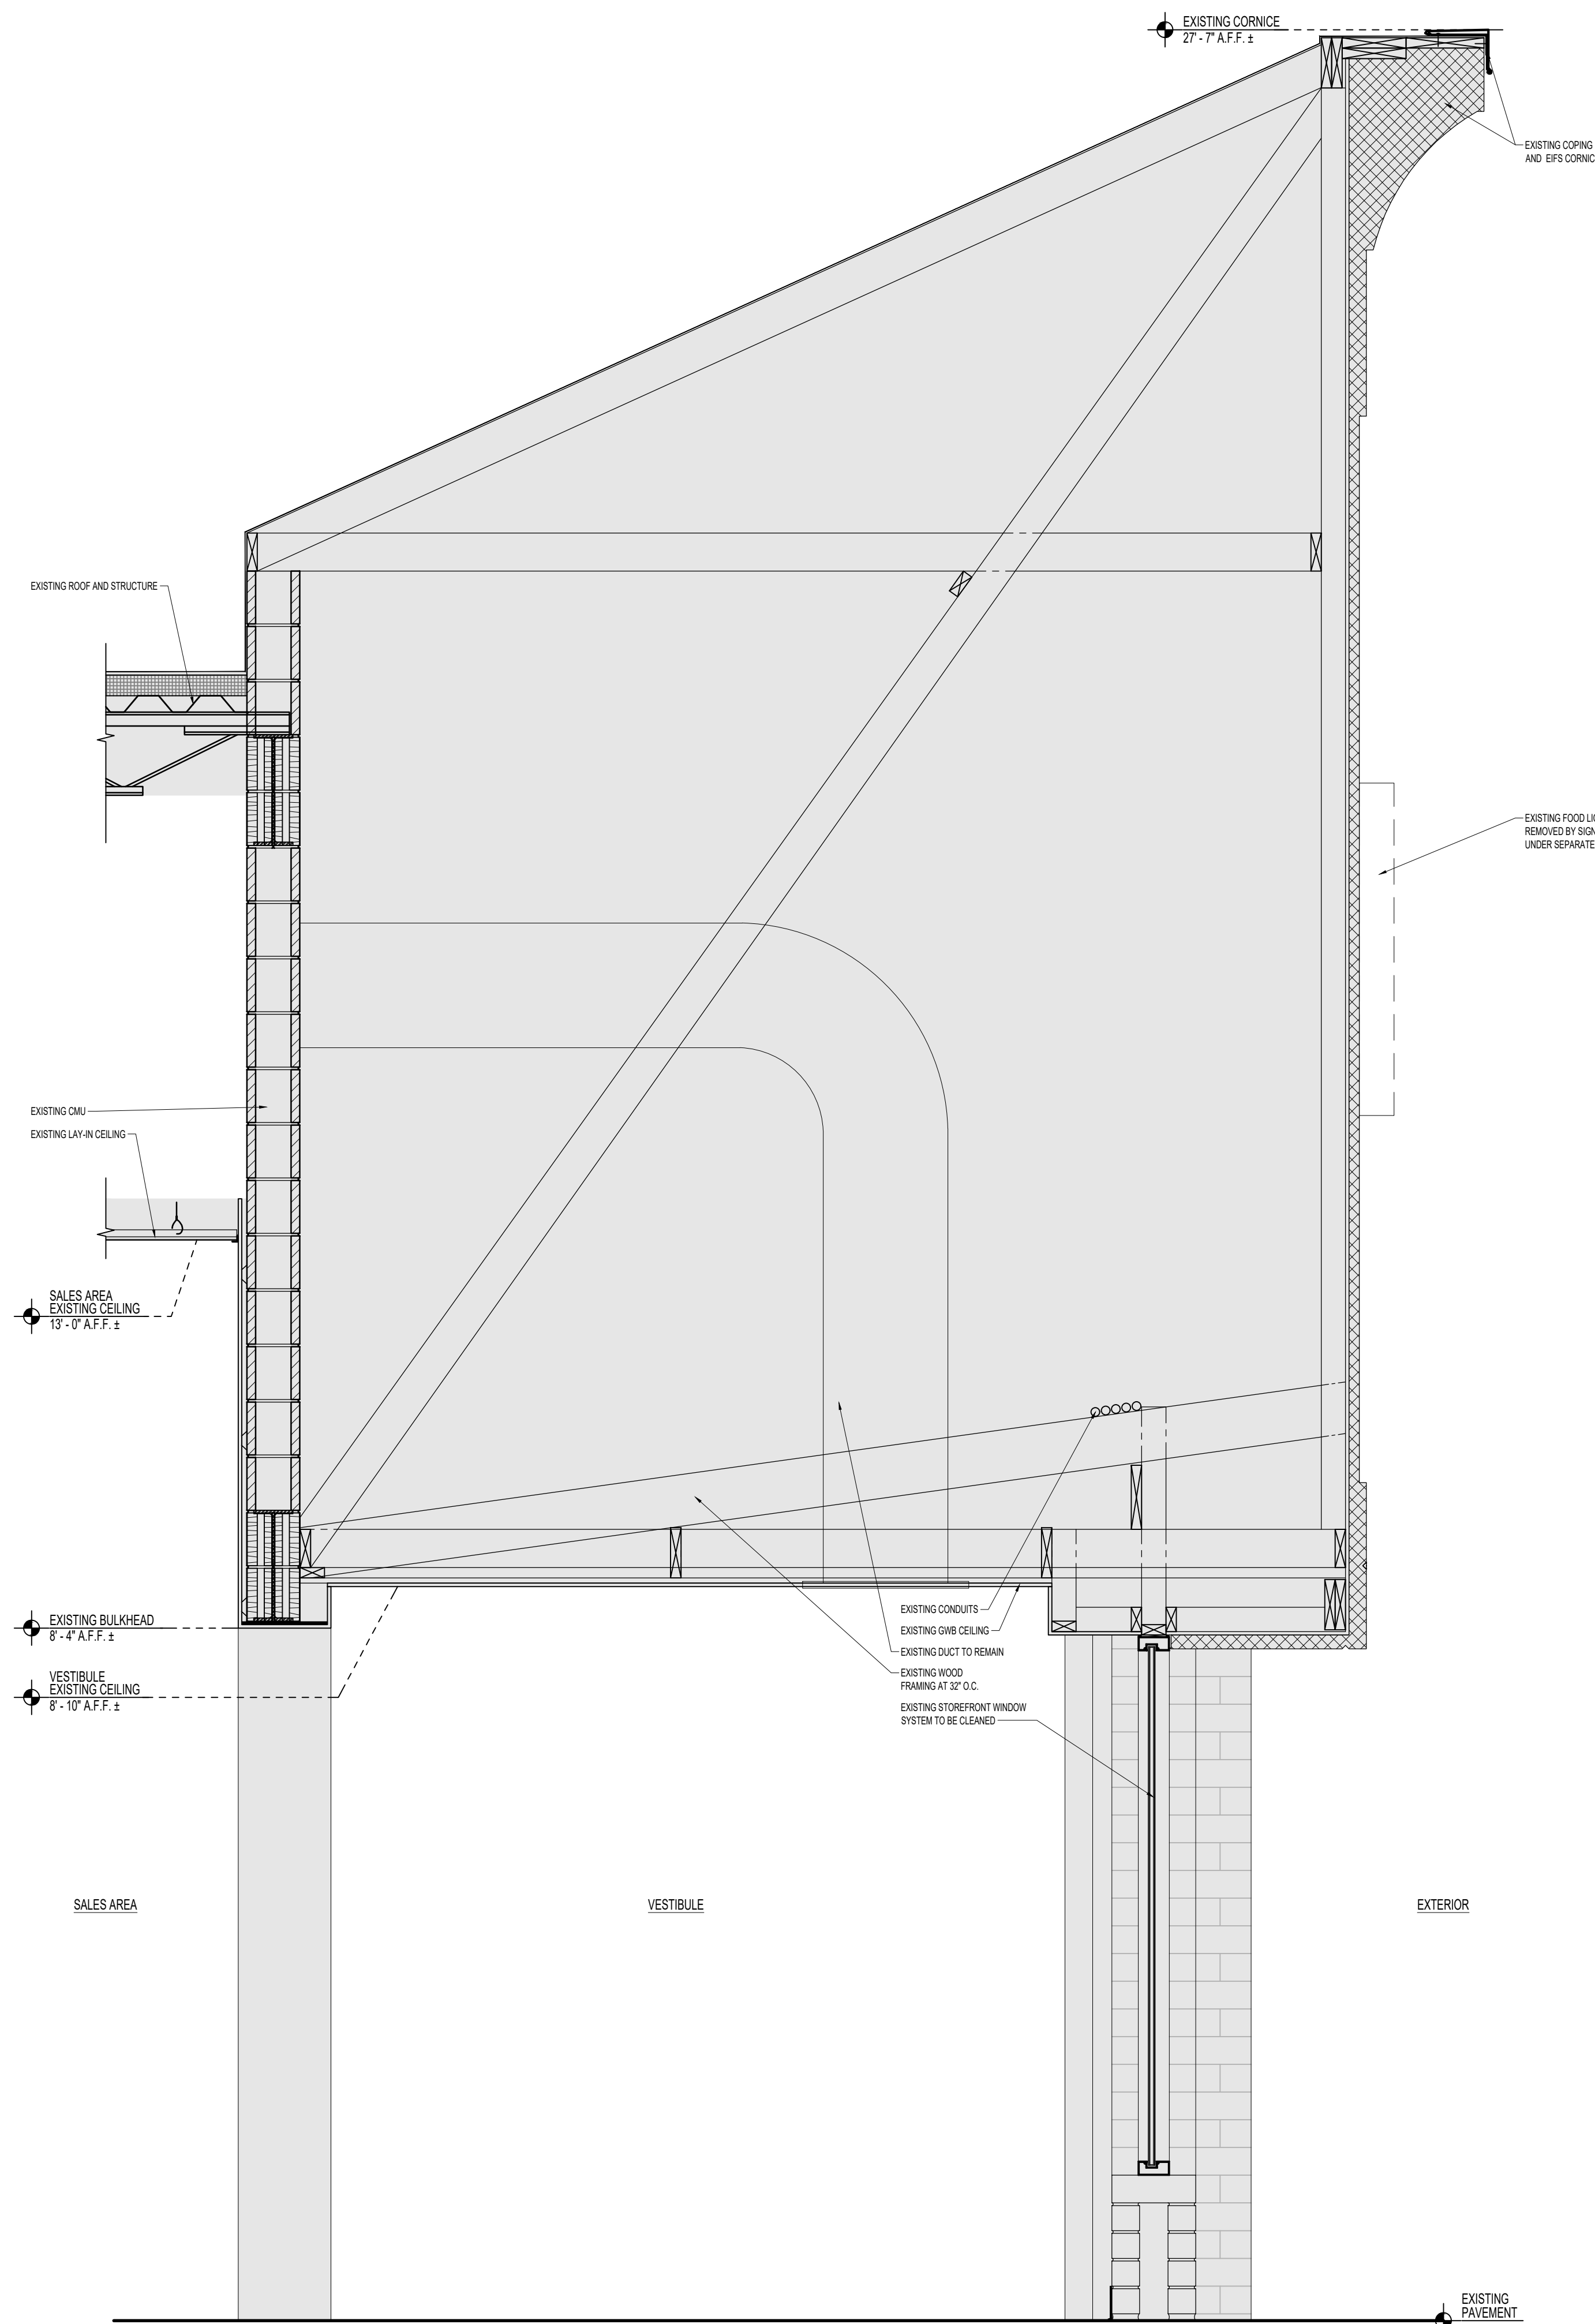 EXISTING CORNICE
27' - 7" A.F.F. ±
EXISTING COPING
AND EIFS
EXISTING ROOF AND STRUCTURE
EXISTING FOOD
REMOVED BY SIGN
UNDER SEPARATE
EXISTING CMU
EXISTING LAY-IN CEILING
SALES AREA
EXISTING CEILING
13' - 0" A.F.F. ±
EXISTING BULKHEAD
8' - 4" A.F.F. ±
VESTIBULE
EXISTING CEILING
8' - 10" A.F.F. ±
EXISTING CONDUITS
EXISTING GWB CEILING
EXISTING DUCT TO REMAIN
EXISTING WOOD
FRAMING AT 32" O.C.
EXISTING STOREFRONT WINDOW
SYSTEM TO BE CLEANED
SALES AREA
VESTIBULE
EXTERIOR
EXISTING
PAVEMENT